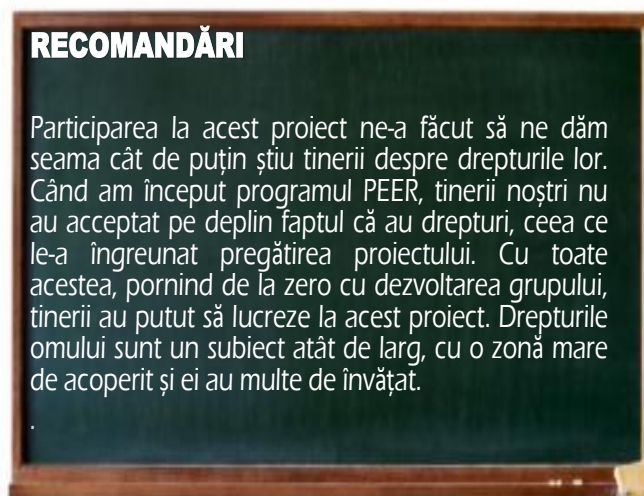 RECOMANDĂRI
Participarea la acest proiect ne-a făcut să ne dăm
seama cât de puțin știu tinerii despre drepturile lor.
Când am început programul PEER, tinerii noștri nu
au acceptat pe deplin faptul că au drepturi, ceea ce
le-a îngreunat pregătirea proiectului. Cu toate
acestea, pornind de la zero cu dezvoltarea grupului,
tinerii au putut să lucreze la acest proiect. Drepturile
omului sunt un subiect atât de larg, cu o zonă mare
de acoperit și ei au multe de învățat.
.